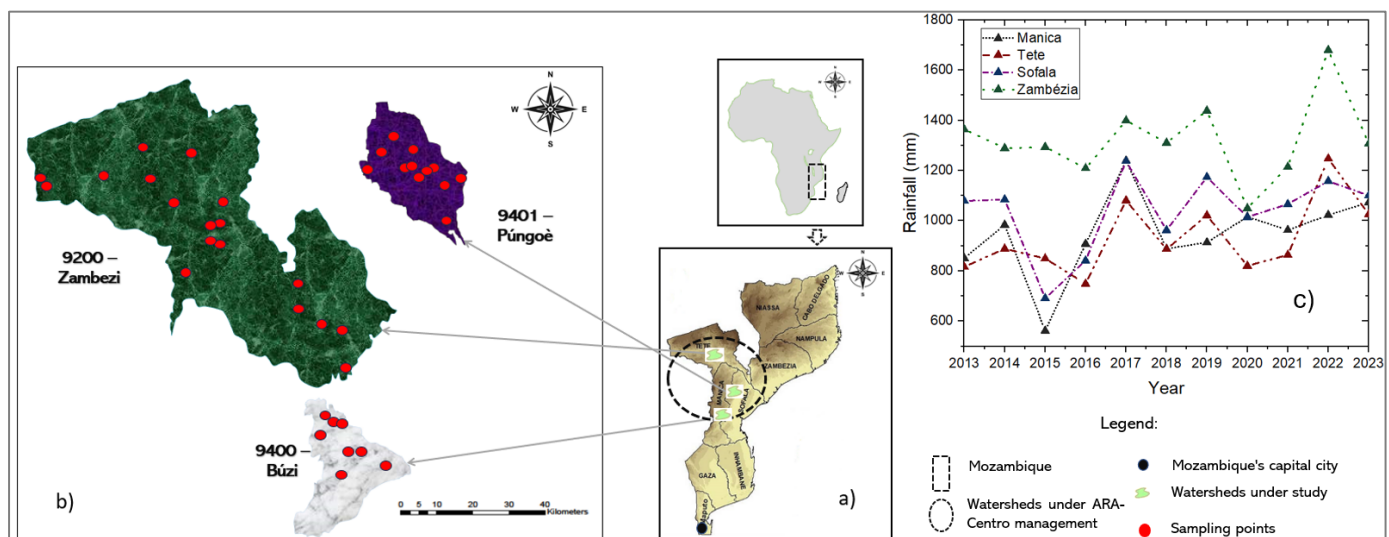 N
W
E
S
9200 –
Zambezi
9401 –
Púngoè
9400 –
Búzi
0 5 10 20 30 40
Kilometers
b)
N
W
E
S
N
W
E
S
NIASSA
CABO DELGADO
NAMPULA
TETE
ZAMBÉZIA
MANICA
SOFALA
INHAMBANE
GAZA
Maputo
a)
1800
1600
1400
1200
1000
800
600
Rainfall (mm)
Manica
Tete
Sofala
Zambézia
c)
2013 2014 2015 2016 2017 2018 2019 2020 2021 2022 2023
Year
Legend:
Mozambique
Watersheds under ARA-
Centro management
Mozambique's capital city
Watersheds under study
Sampling points